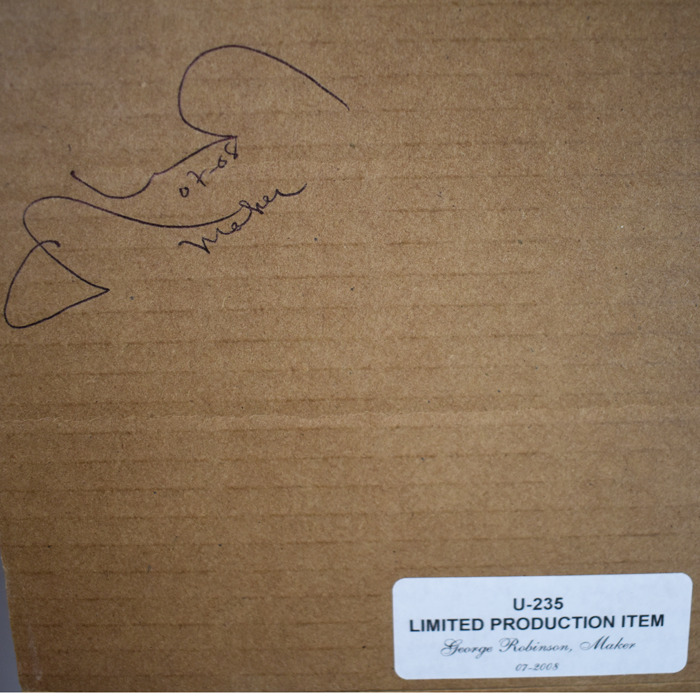 07-08
Maker
U-235
LIMITED PRODUCTION ITEM
George Robinson, Maker
07-2008